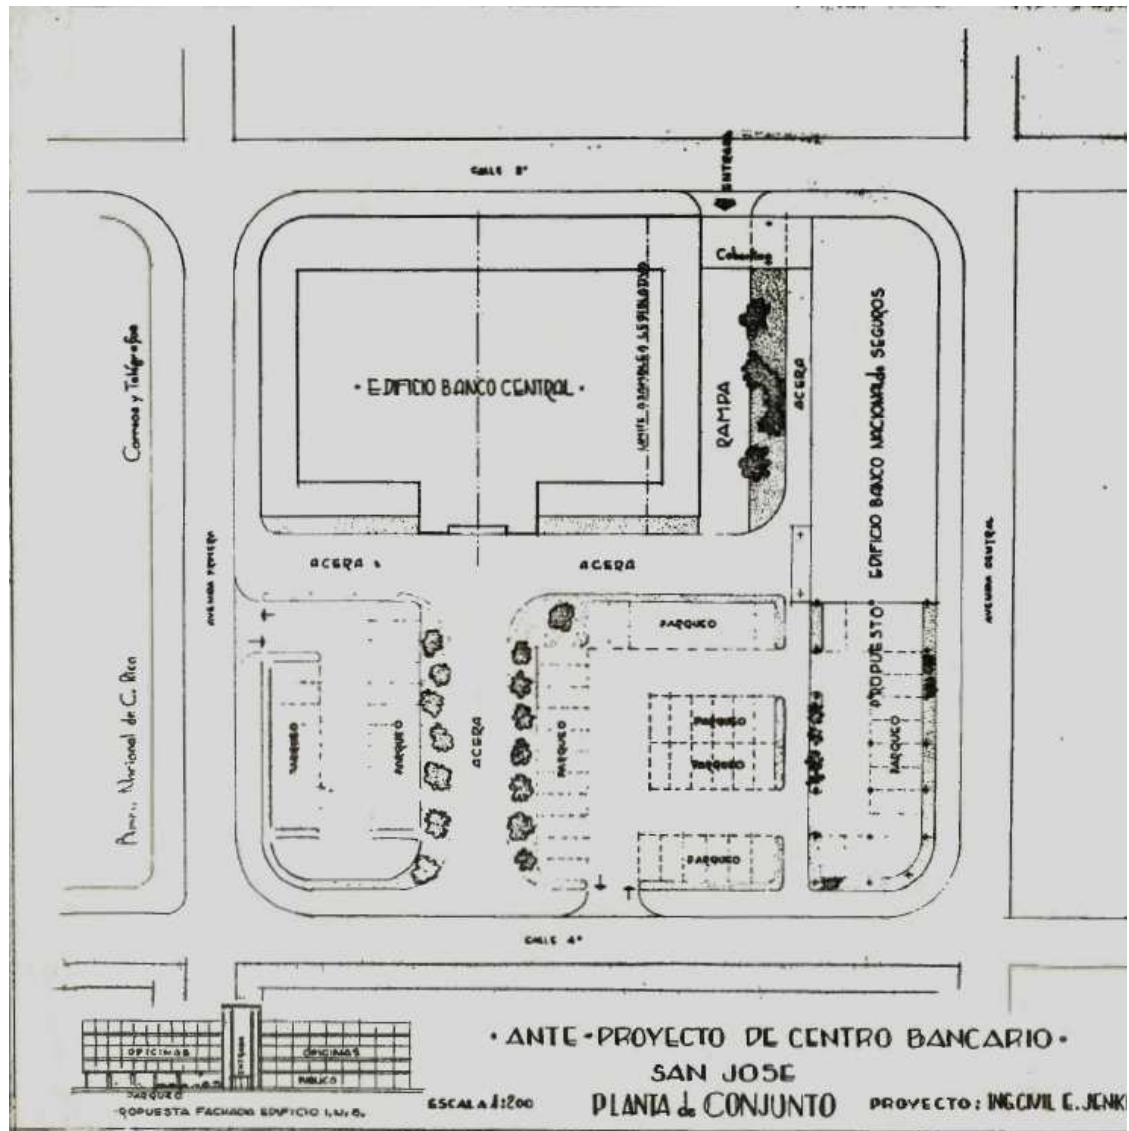 CALLE 2ª
ENTRADA
EDIFICIO BANCO CENTRAL
RAMPA
ACERA
PROPUESTO EDIFICIO BANCO NACIONAL de SEGUROS
Correos y Telégrafos
Nacional de C. Rica
AVENIDA PRIMERA
AVENIDA CENTRAL
ACERA
ACERA
PARQUEO
PARQUEO
PARQUEO
ACERA
PARQUEO
PARQUEO
PARQUEO
PARQUEO
PARQUEO
CALLE 4ª
OFICINAS
ENTRADA
OFICINAS
PUBLICO
PARQUEO
ROPUESTA FACHADA EDIFICIO I.N.S.
• ANTE-PROYECTO DE CENTRO BANCARIO •
SAN JOSE
ESCALA 1:200
PLANTA de CONJUNTO
PROYECTO: ING. CIVIL E. JENK